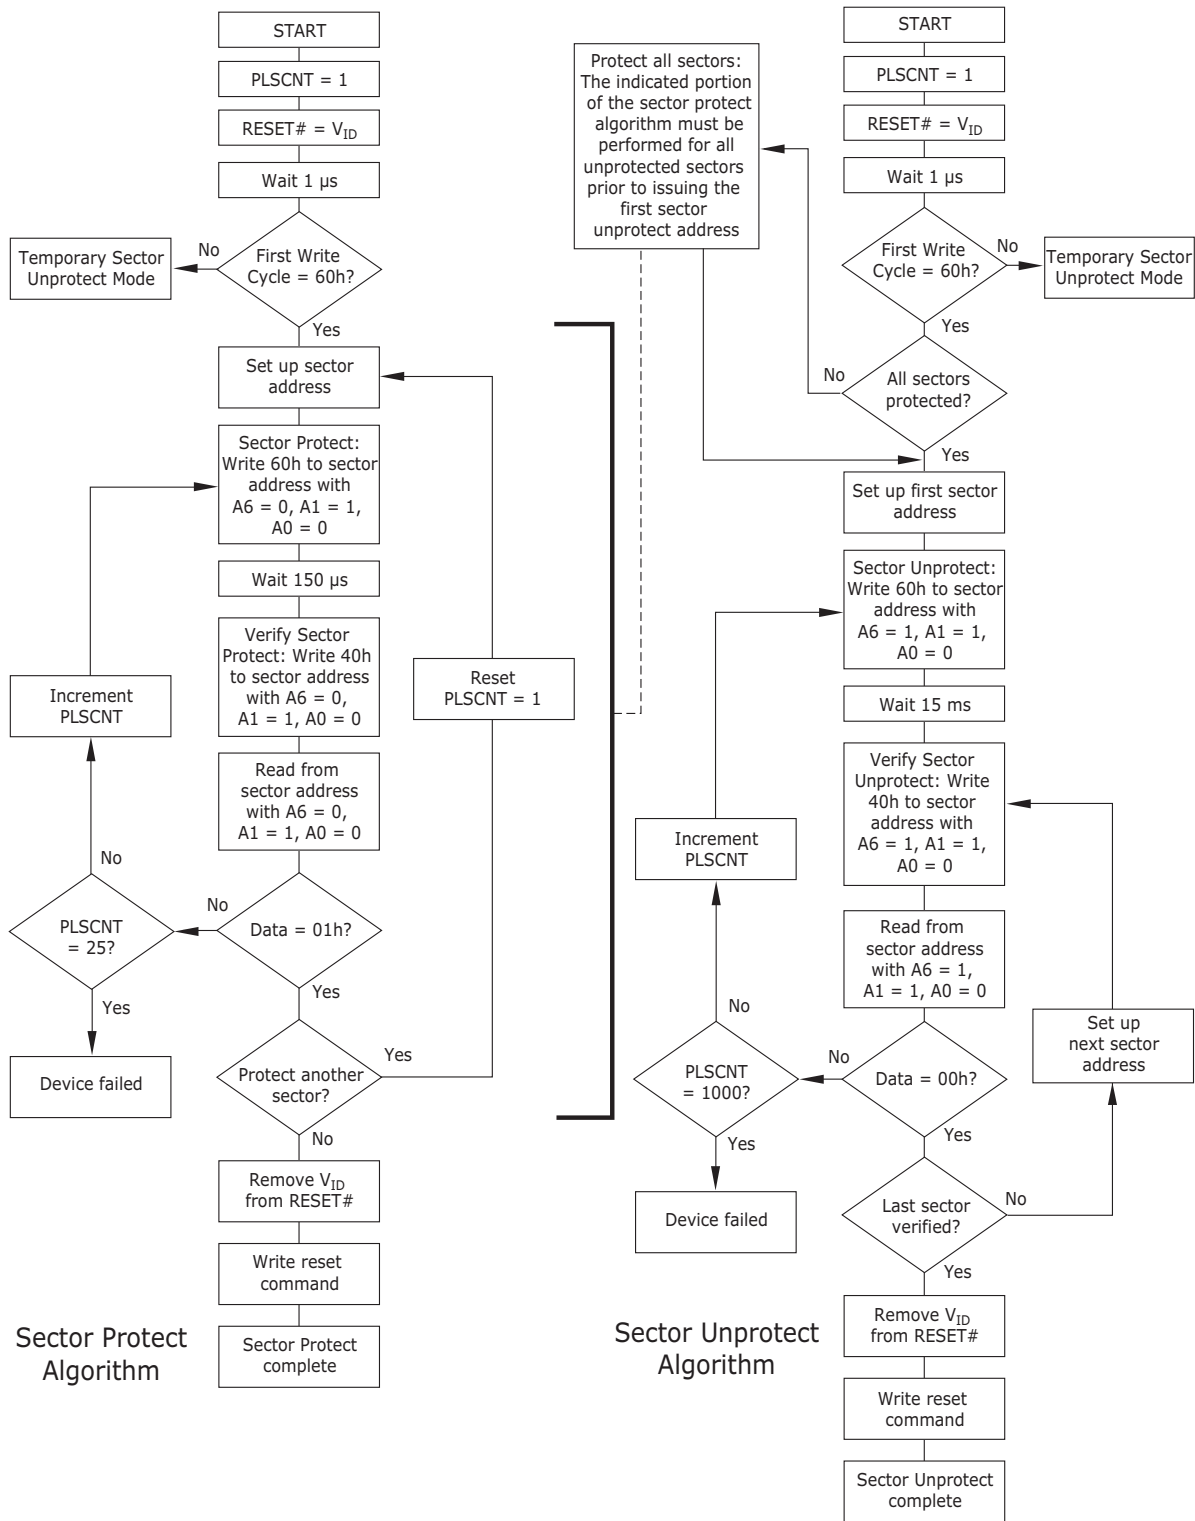 START
PLSCNT = 1
RESET# = VID
Wait 1 µs
First Write
Cycle = 60h?
No
Temporary Sector
Unprotect Mode
Yes
Set up sector
address
Sector Protect:
Write 60h to sector
address with
A6 = 0, A1 = 1,
A0 = 0
Wait 150 µs
Verify Sector
Protect: Write 40h
to sector address
with A6 = 0,
A1 = 1, A0 = 0
Read from
sector address
with A6 = 0,
A1 = 1, A0 = 0
Data = 01h?
No
PLSCNT
= 25?
No
Increment
PLSCNT
Yes
Device failed
Yes
Protect another
sector?
Yes
Reset
PLSCNT = 1
No
Remove VID
from RESET#
Write reset
command
Sector Protect
complete
Sector Protect
Algorithm
Protect all sectors:
The indicated portion
of the sector protect
algorithm must be
performed for all
unprotected sectors
prior to issuing the
first sector
unprotect address
START
PLSCNT = 1
RESET# = VID
Wait 1 µs
First Write
Cycle = 60h?
No
Temporary Sector
Unprotect Mode
Yes
All sectors
protected?
No
Yes
Set up first sector
address
Sector Unprotect:
Write 60h to sector
address with
A6 = 1, A1 = 1,
A0 = 0
Wait 15 ms
Verify Sector
Unprotect: Write
40h to sector
address with
A6 = 1, A1 = 1,
A0 = 0
Read from
sector address
with A6 = 1,
A1 = 1, A0 = 0
Data = 00h?
No
PLSCNT
= 1000?
No
Increment
PLSCNT
Yes
Device failed
Yes
Last sector
verified?
No
Set up
next sector
address
Yes
Remove VID
from RESET#
Write reset
command
Sector Unprotect
complete
Sector Unprotect
Algorithm